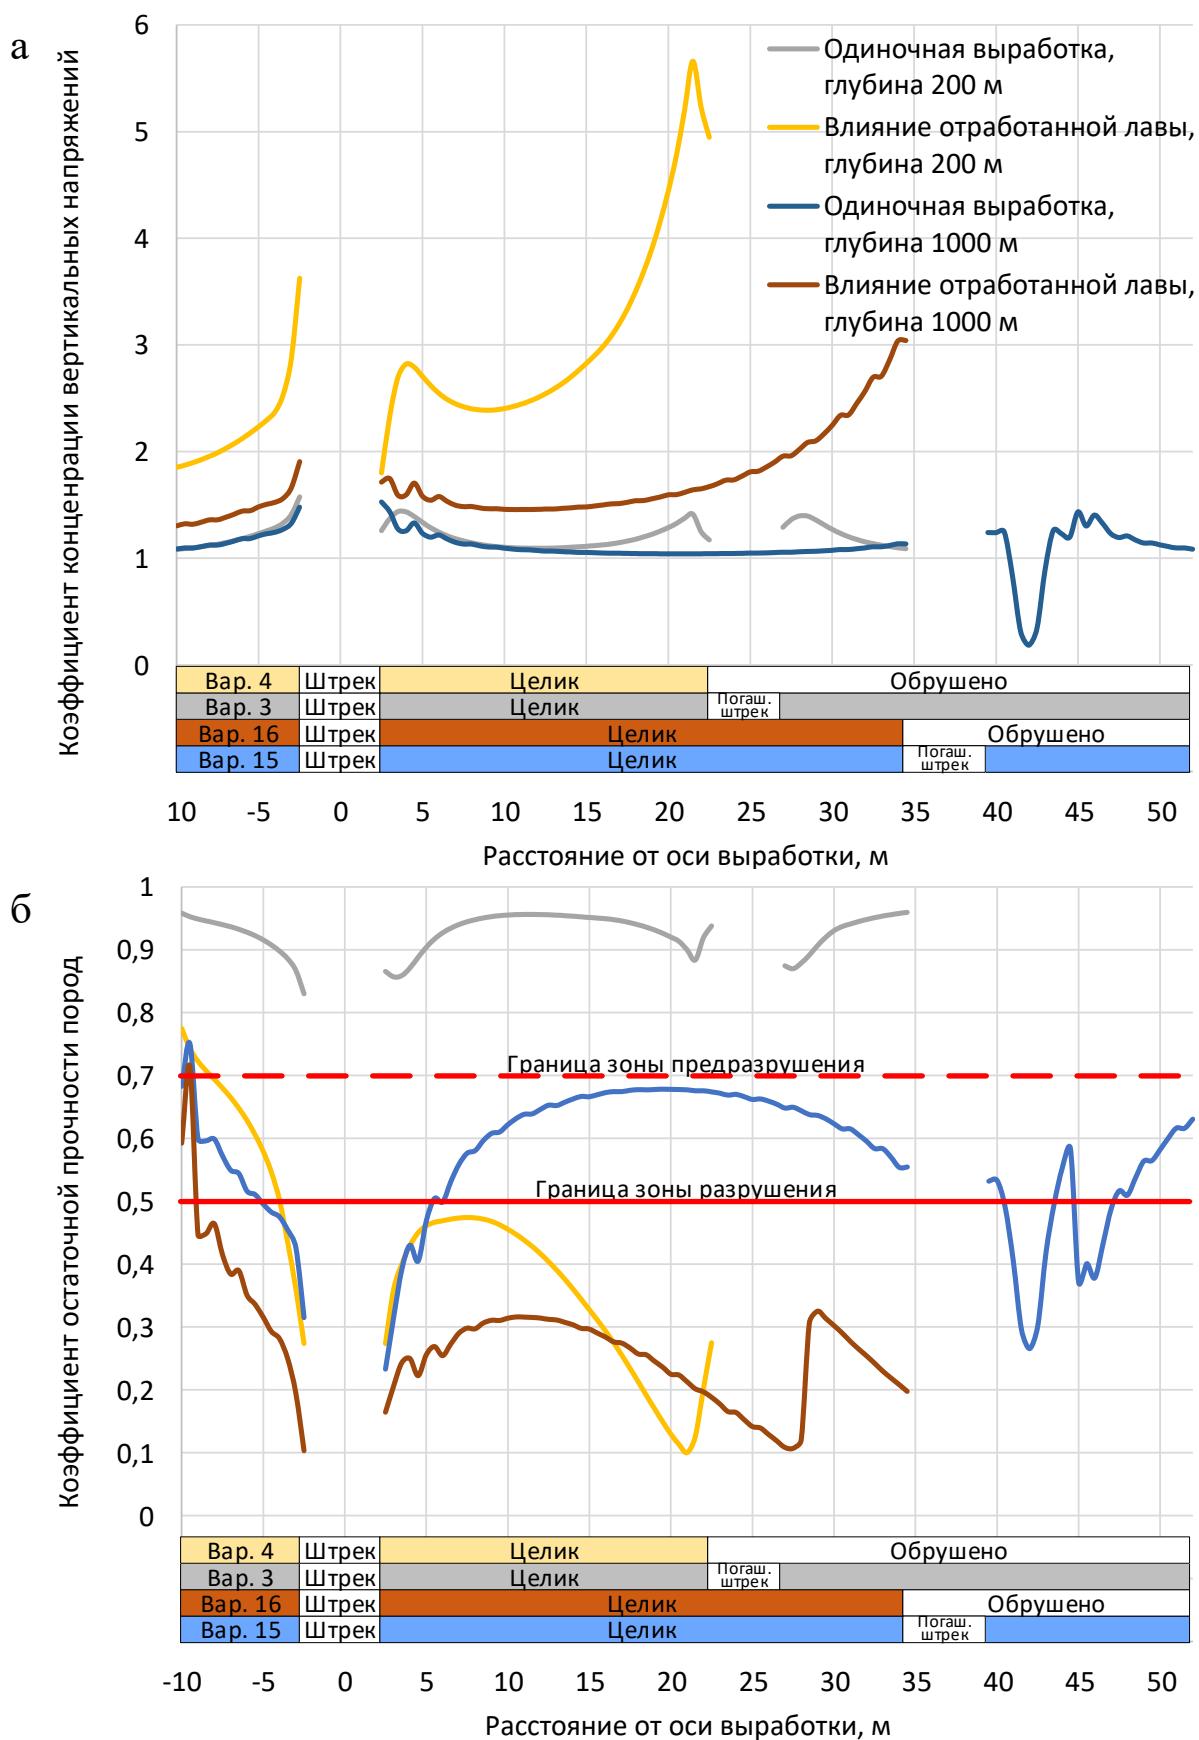 а
Коэффициент конценрации вертикальных напряжений
6
5
4
3
2
1
0
Одиночная выработка,
глубина 200 м
Влияние отработанной лавы,
глубина 200 м
Одиночная выработка,
глубина 1000 м
Влияние отработанной лавы,
глубина 1000 м
Вар. 4 Штрек Целик Обрушено
Вар. 3 Штрек Целик Погаш. штрек
Вар. 16 Штрек Целик Обрушено
Вар. 15 Штрек Целик Погаш. штрек
10 -5 0 5 10 15 20 25 30 35 40 45 50
Расстояние от оси выработки, м
б
Коэффициент остаточной прочности пород
1
0,9
0,8
0,7
0,6
0,5
0,4
0,3
0,2
0,1
0
Граница зоны предразрушения
Граница зоны разрушения
Вар. 4 Штрек Целик Обрушено
Вар. 3 Штрек Целик Погаш. штрек
Вар. 16 Штрек Целик Обрушено
Вар. 15 Штрек Целик Погаш. штрек
-10 -5 0 5 10 15 20 25 30 35 40 45 50
Расстояние от оси выработки, м